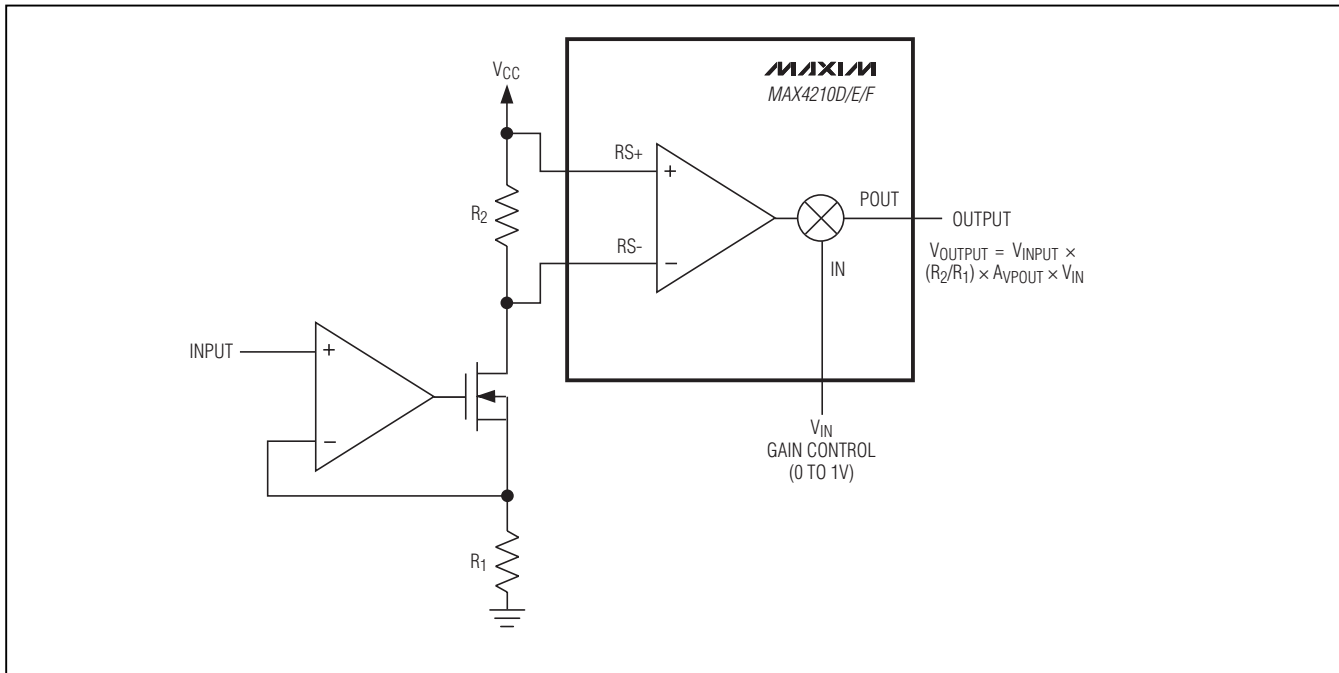 MAXIM
MAX4210D/E/F
VCC
RS+
+
R2
POUT
OUTPUT
RS-
−
IN
VOUTPUT = VINPUT ×
(R2/R1) × AVPOUT × VIN
INPUT
+
−
VIN
GAIN CONTROL
(0 TO 1V)
R1